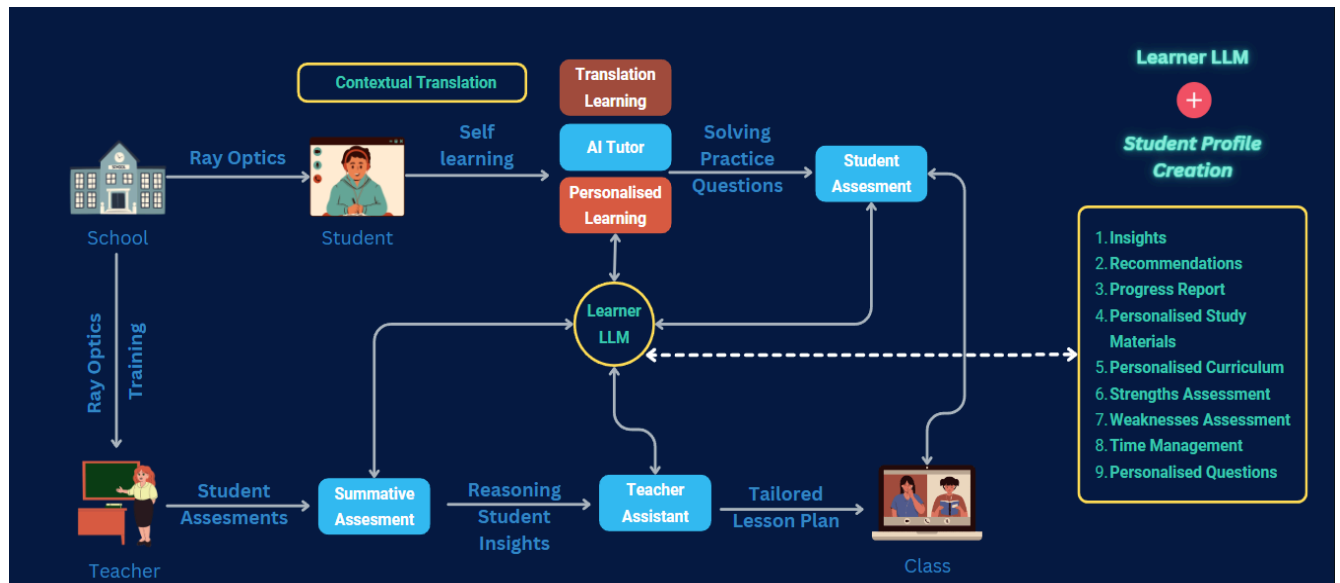 Contextual Translation
Translation
Learning
AI Tutor
Personalised
Learning
Ray Optics
Self
learning
Solving
Practice
Questions
Student
Assesment
School
Student
Learner
LLM
Ray Optics
Training
Student
Assesments
Summative
Assesment
Reasoning
Student
Insights
Teacher
Assistant
Tailored
Lesson Plan
Teacher
Class
Learner LLM
+
Student Profile
Creation
1. Insights
2. Recommendations
3. Progress Report
4. Personalised Study
Materials
5. Personalised Curriculum
6. Strengths Assessment
7. Weaknesses Assessment
8. Time Management
9. Personalised Questions